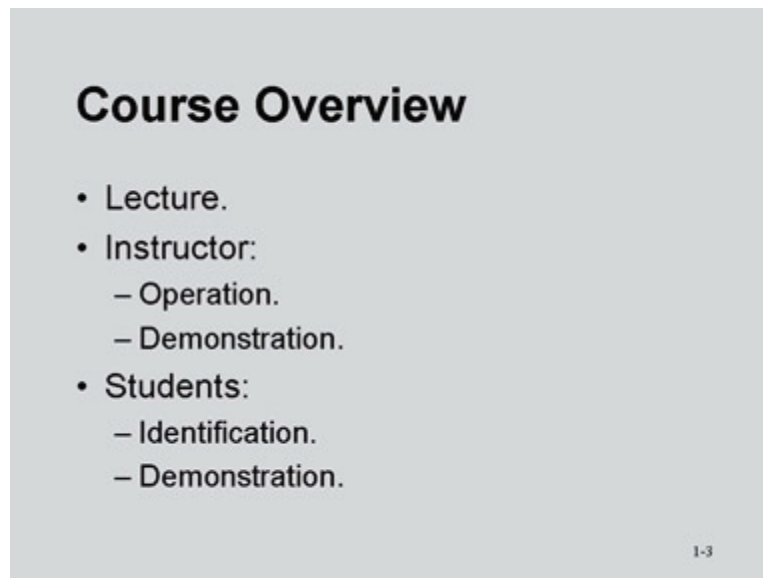 Course Overview
• Lecture.
• Instructor:
– Operation.
– Demonstration.
• Students:
– Identification.
– Demonstration.
1-3